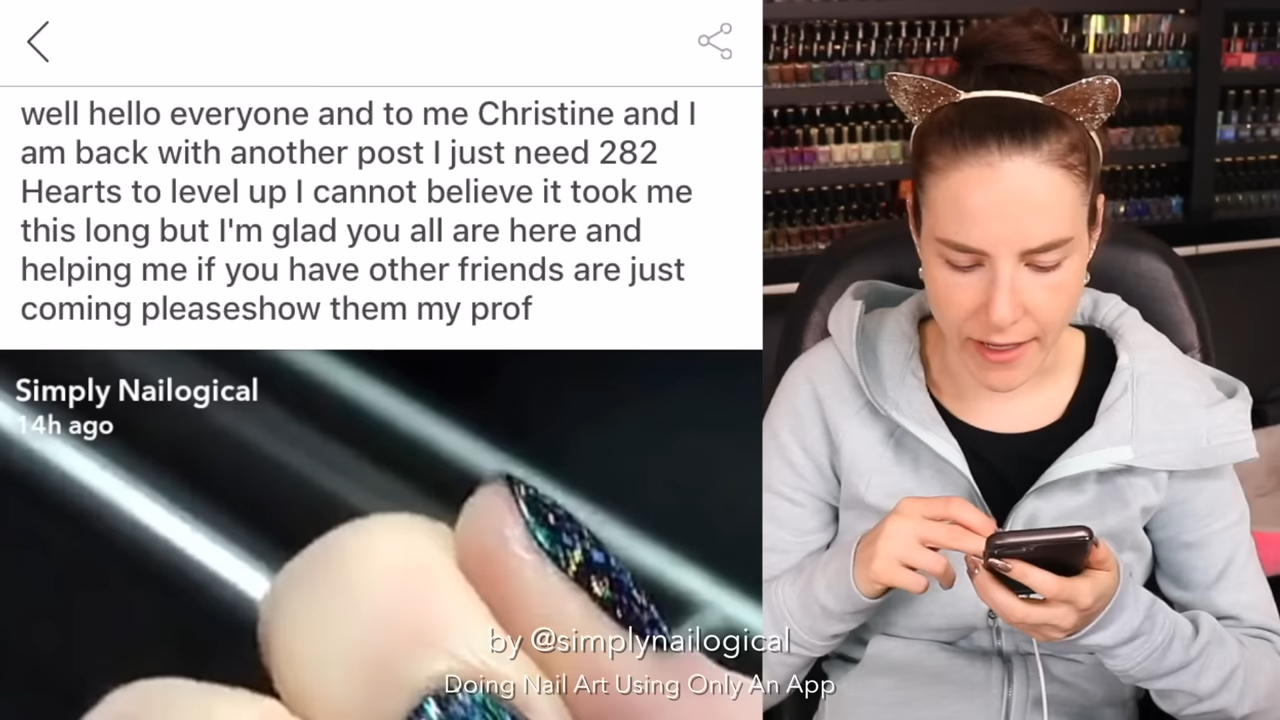 well hello everyone and to me Christine and I
am back with another post I just need 282
Hearts to level up I cannot believe it took me
this long but I'm glad you all are here and
helping me if you have other friends are just
coming pleaseshow them my prof
Simply Nailogical
14h ago
by @simplynailogical
Doing Nail Art Using Only An App